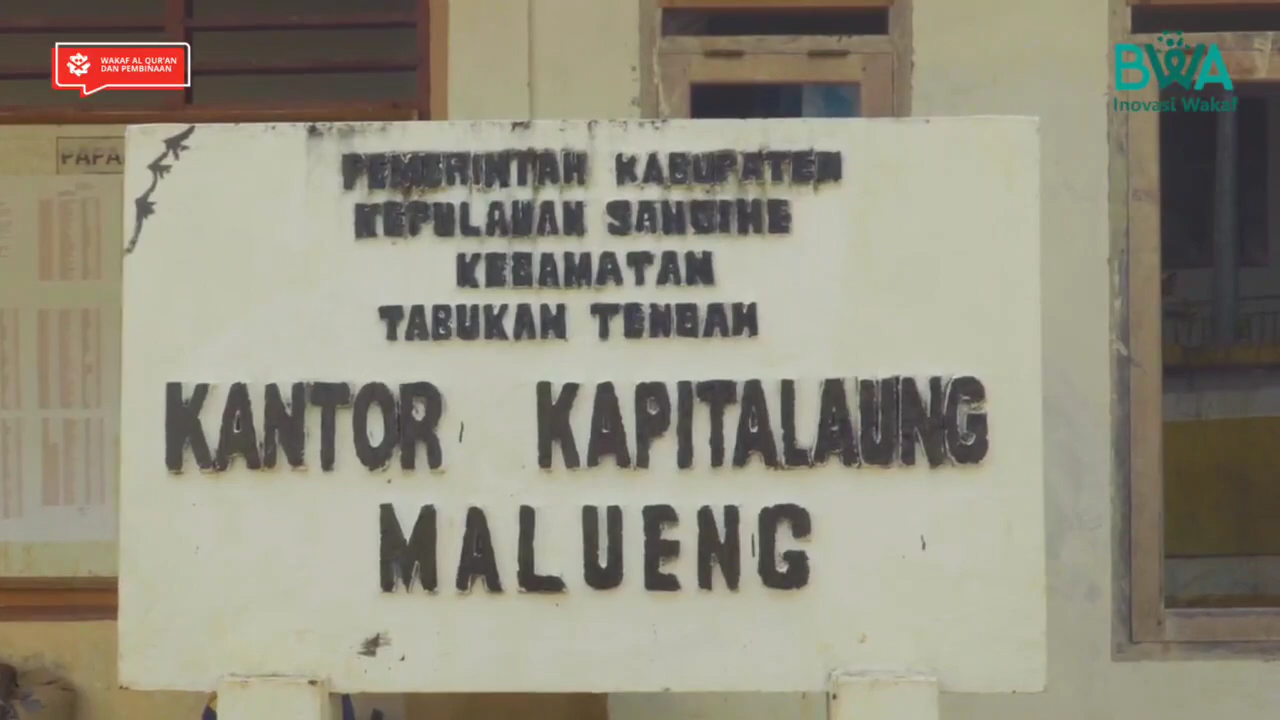 WAKAF AL QUR'AN
DAN PEMBINAAN
BWA
Inovasi Wakaf
PAPA
PEMERINTAH KABUPATEN
KEPULAUAN SANGIHE
KECAMATAN
TABUKAN TENGAH
KANTOR KAPITALAUNG
MALUENG